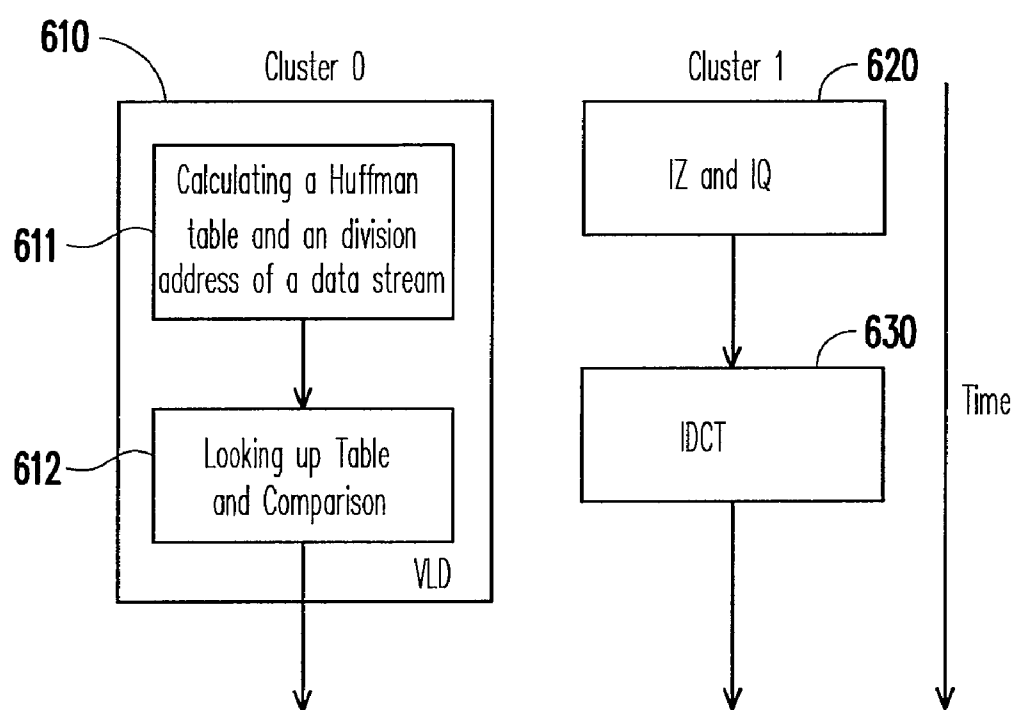 610
Cluster 0
Calculating a Huffman
table and an division
address of a data stream
611
Looking up Table
and Comparison
612
VLD
Cluster 1
620
IZ and IQ
630
IDCT
Time